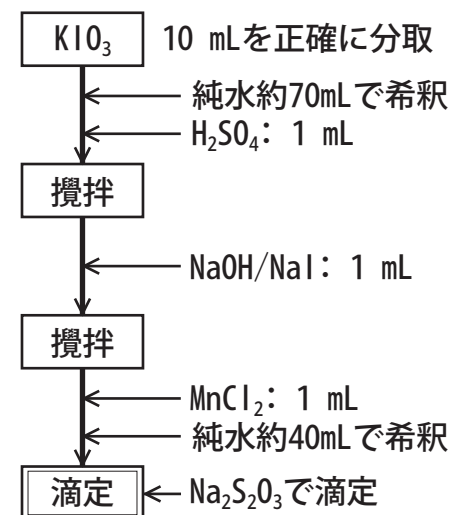 KIO₃ 10 mLを正確に分取
純水約70mLで希釈
H₂SO₄: 1 mL
攪拌
NaOH/NaI: 1 mL
攪拌
MnCl₂: 1 mL
純水約40mLで希釈
滴定 Na₂S₂O₃で滴定